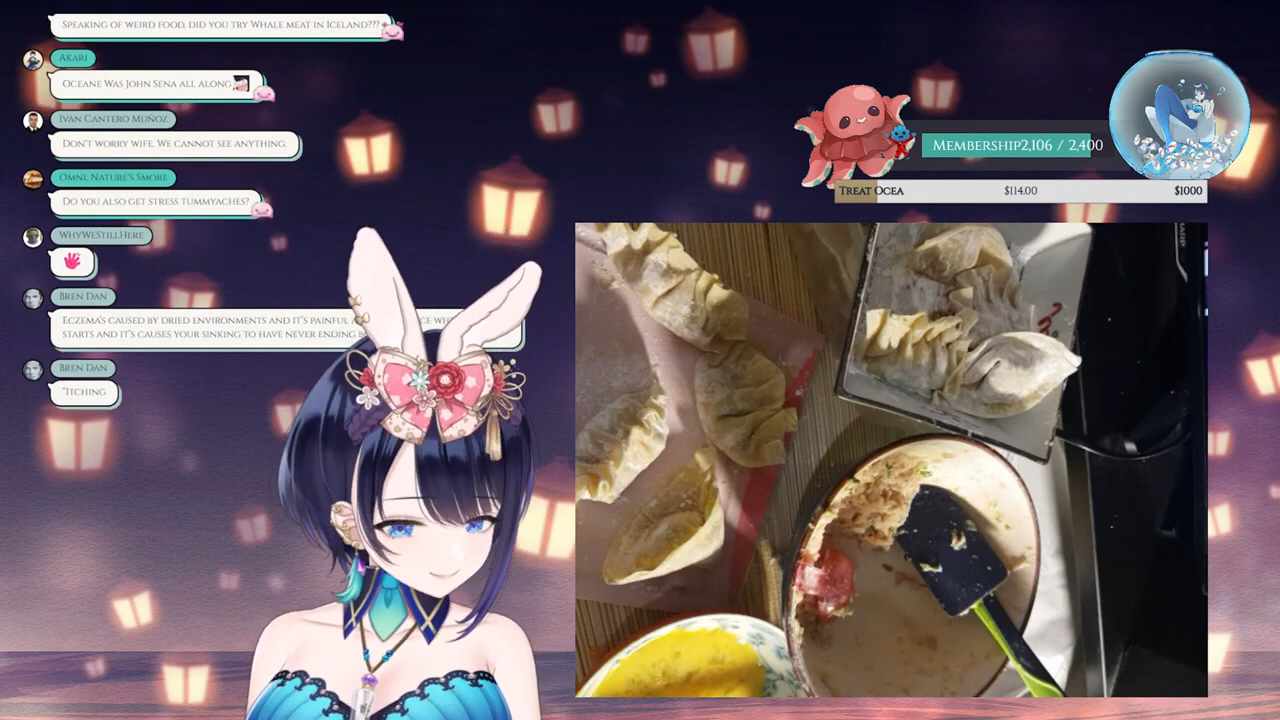 Speaking of weird food, did you try Whale meat in Iceland???
Akari
Oceane Was John Sena all along
Ivan Cantero Muñoz
Don't worry wife. We cannot see anything.
Omni, Nature's Smore
Do you also get stress tummyaches?
WhyWeStillHere
Bren Dan
Eczema's caused by dried environments and it's painful
starts and it's causes your sinking to have never ending
Bren Dan
*Itching
Membership 2,106 / 2,400
Treat Ocea $114.00 $1000